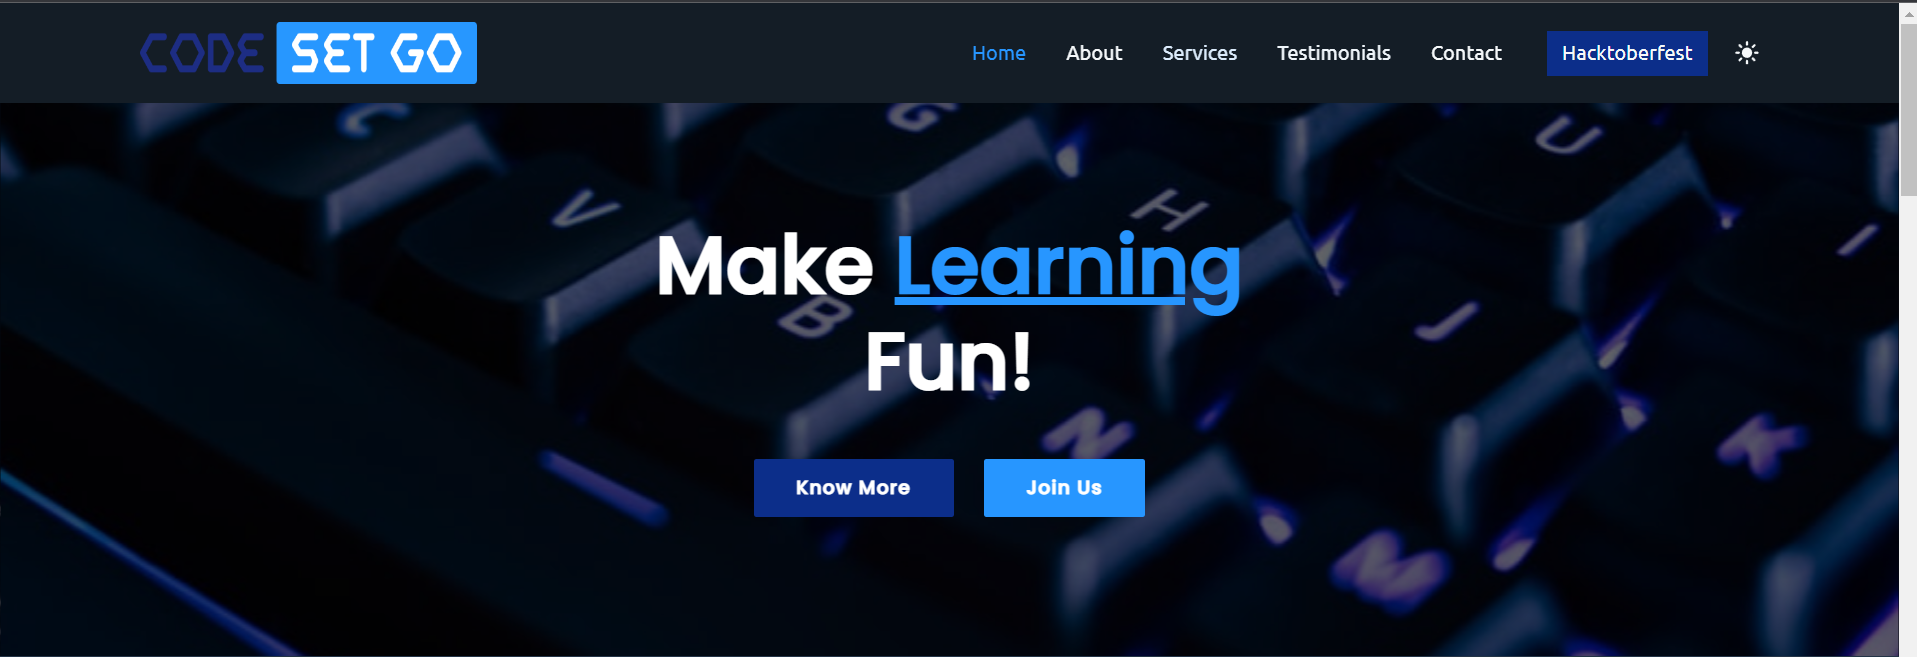 CODE SET GO
Home About Services Testimonials Contact Hacktoberfest
C G U
V H I
Make Learning
B J
Fun!
N K
Know More Join Us
M